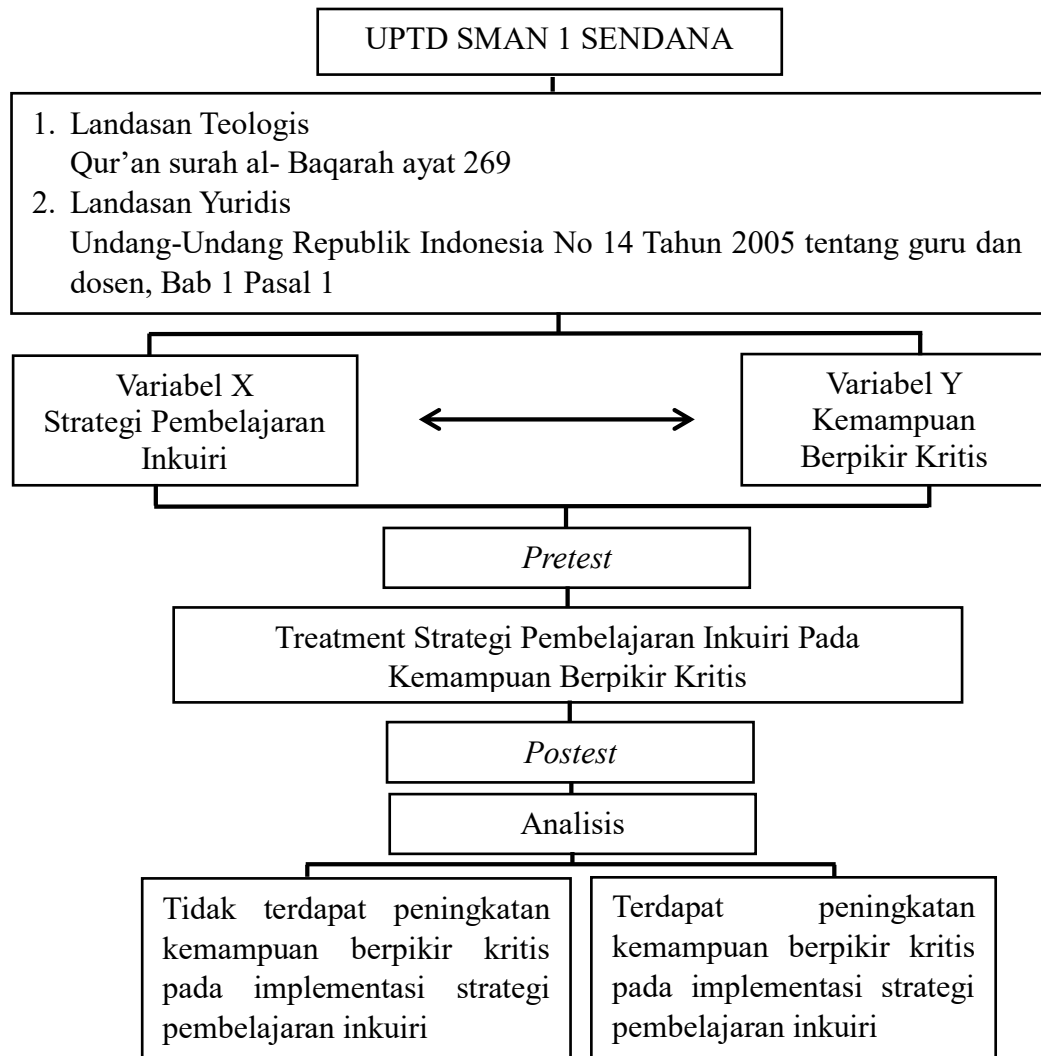 UPTD SMAN 1 SENDANA
1. Landasan Teologis
Qur’an surah al- Baqarah ayat 269
2. Landasan Yuridis
Undang-Undang Republik Indonesia No 14 Tahun 2005 tentang guru dan
dosen, Bab 1 Pasal 1
Variabel X
Strategi Pembelajaran
Inkuiri
Variabel Y
Kemampuan
Berpikir Kritis
Pretest
Treatment Strategi Pembelajaran Inkuiri Pada
Kemampuan Berpikir Kritis
Postest
Analisis
Tidak terdapat peningkatan
kemampuan berpikir kritis
pada implementasi strategi
pembelajaran inkuiri
Terdapat peningkatan
kemampuan berpikir kritis
pada implementasi strategi
pembelajaran inkuiri